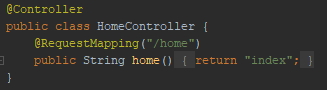 @Controller
public class HomeController {
@RequestMapping("/home")
public String home() { return "index"; }
}